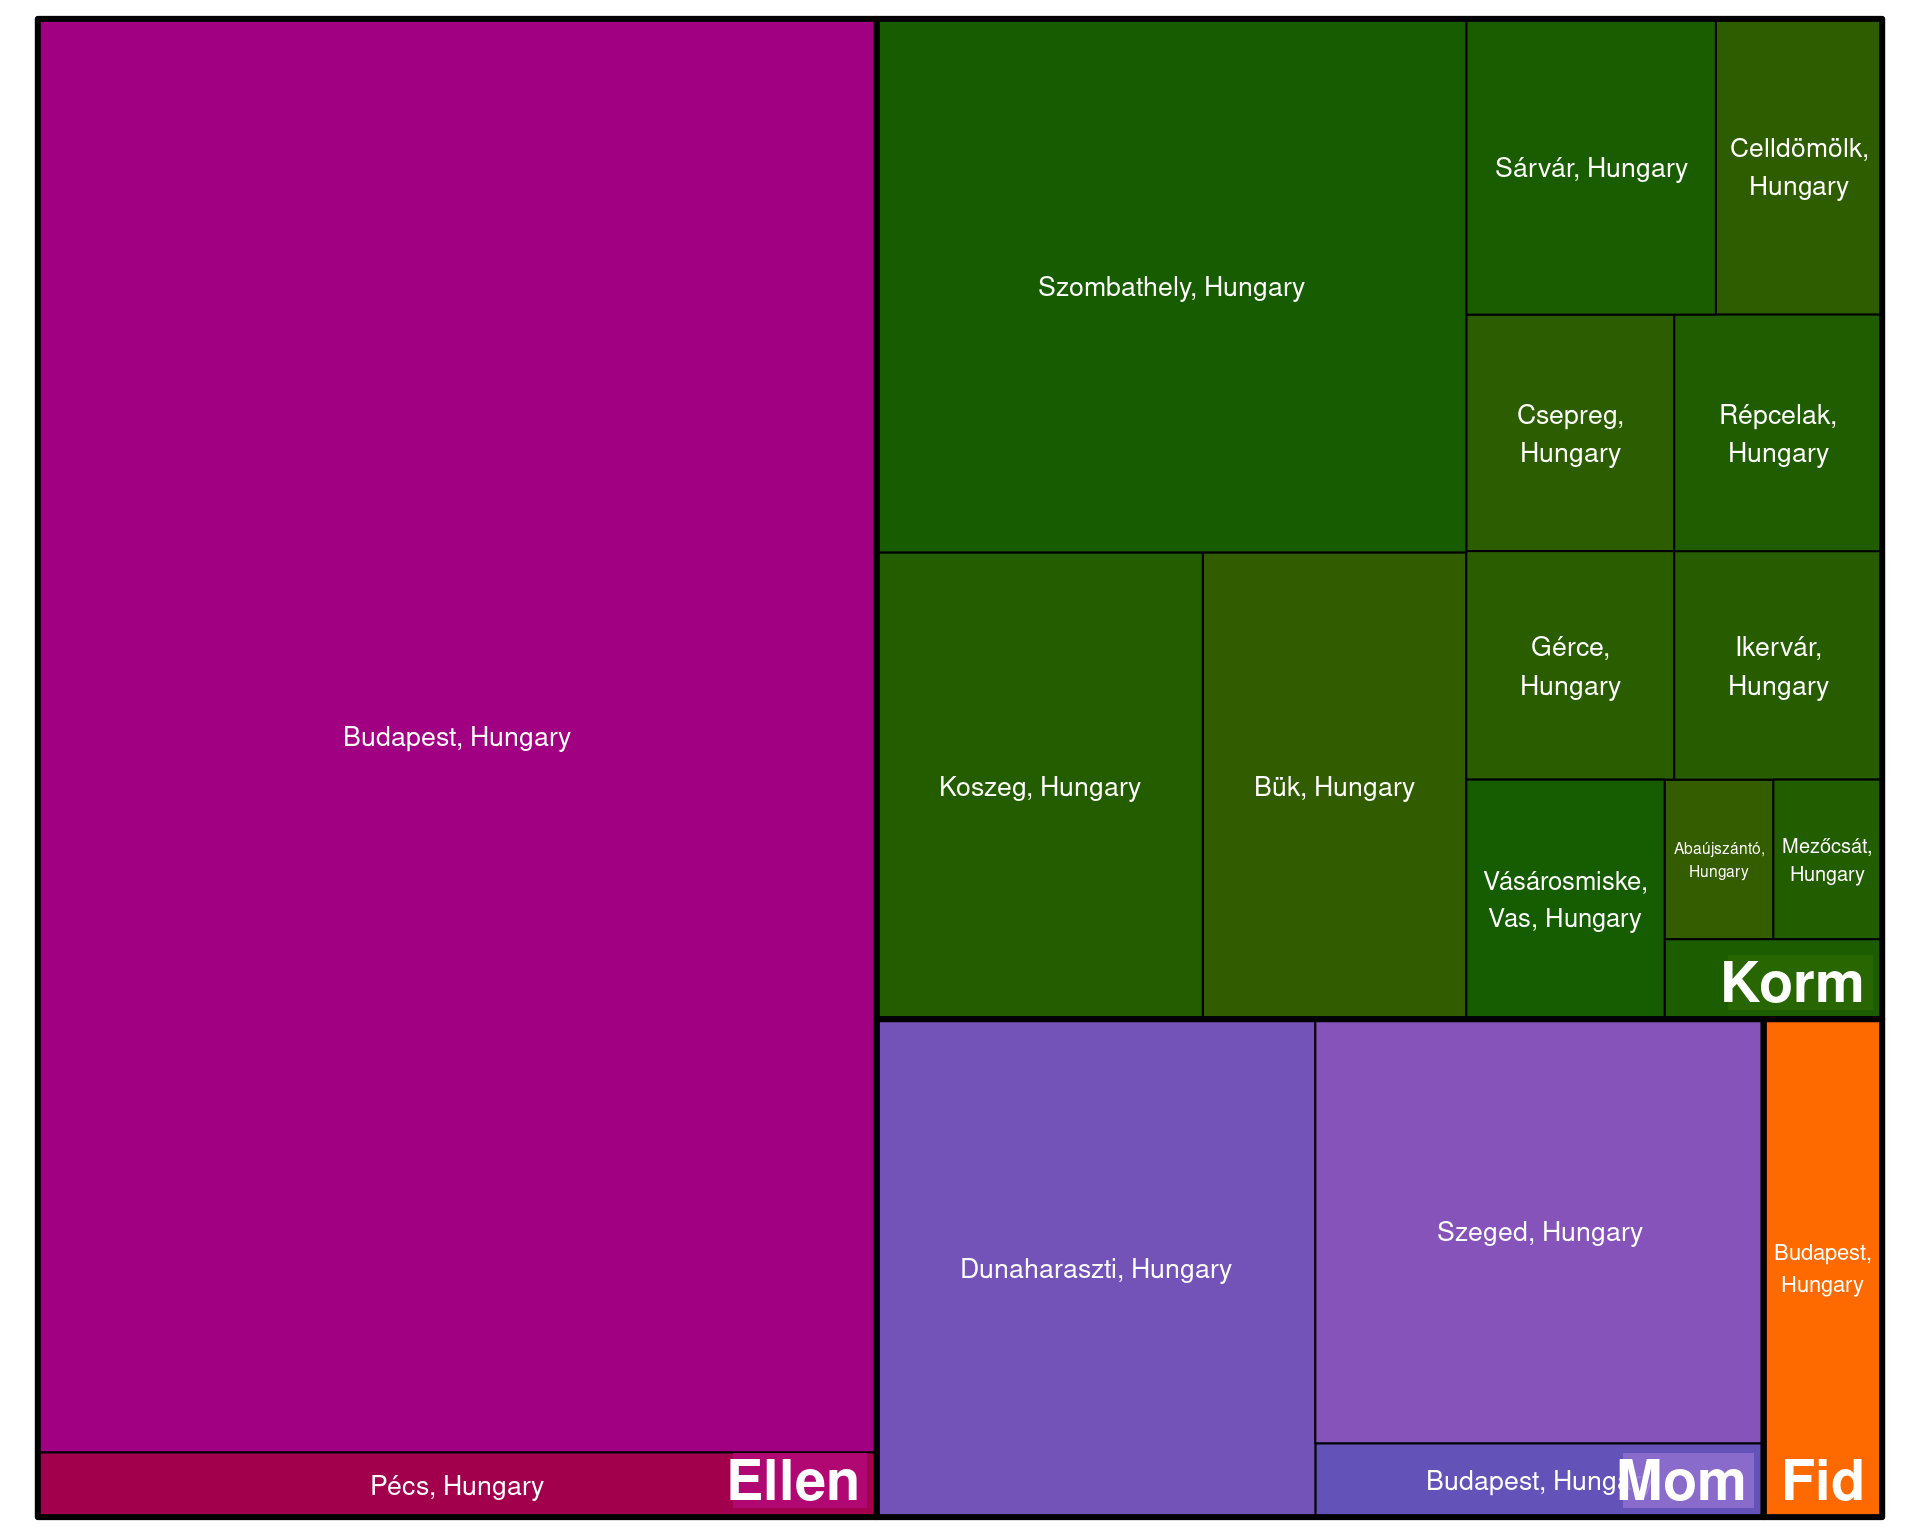 Budapest, Hungary
Pécs, Hungary
Ellen
Szombathely, Hungary
Sárvár, Hungary
Celldömölk,
Hungary
Csepreg,
Hungary
Répcelak,
Hungary
Koszeg, Hungary
Bük, Hungary
Gérce,
Hungary
Ikervár,
Hungary
Vásárosmiske,
Vas, Hungary
Abaújszántó,
Hungary
Mezőcsát,
Hungary
Korm
Dunaharaszti, Hungary
Szeged, Hungary
Budapest,
Mom
Budapest,
Hungary
Fid